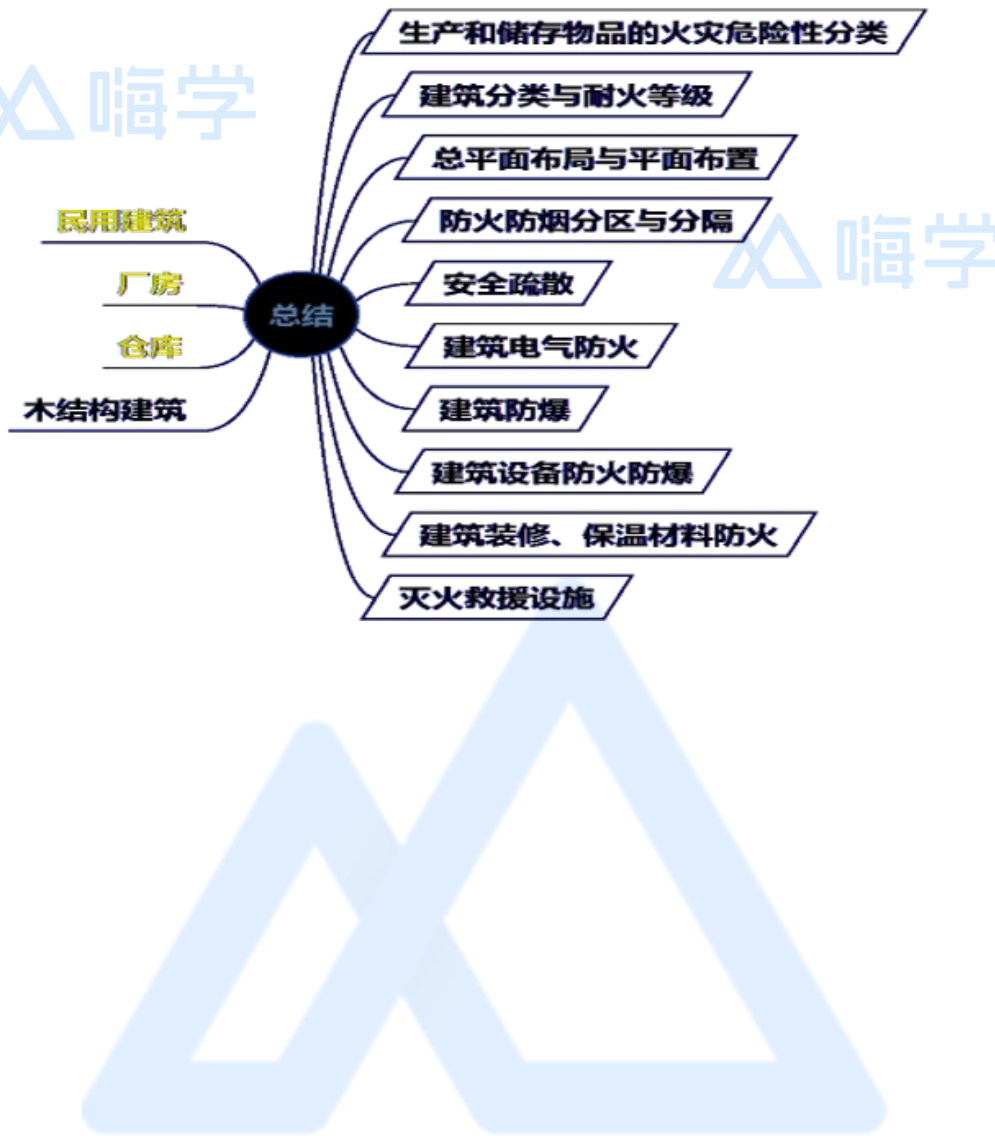 生产和储存物品的火灾危险性分类
嗨学
建筑分类与耐火等级
总平面布局与平面布置
民用建筑
防火防烟分区与分隔
嗨学
厂房
安全疏散
总结
仓库
建筑电气防火
木结构建筑
建筑防爆
建筑设备防火防爆
建筑装修、保温材料防火
灭火救援设施